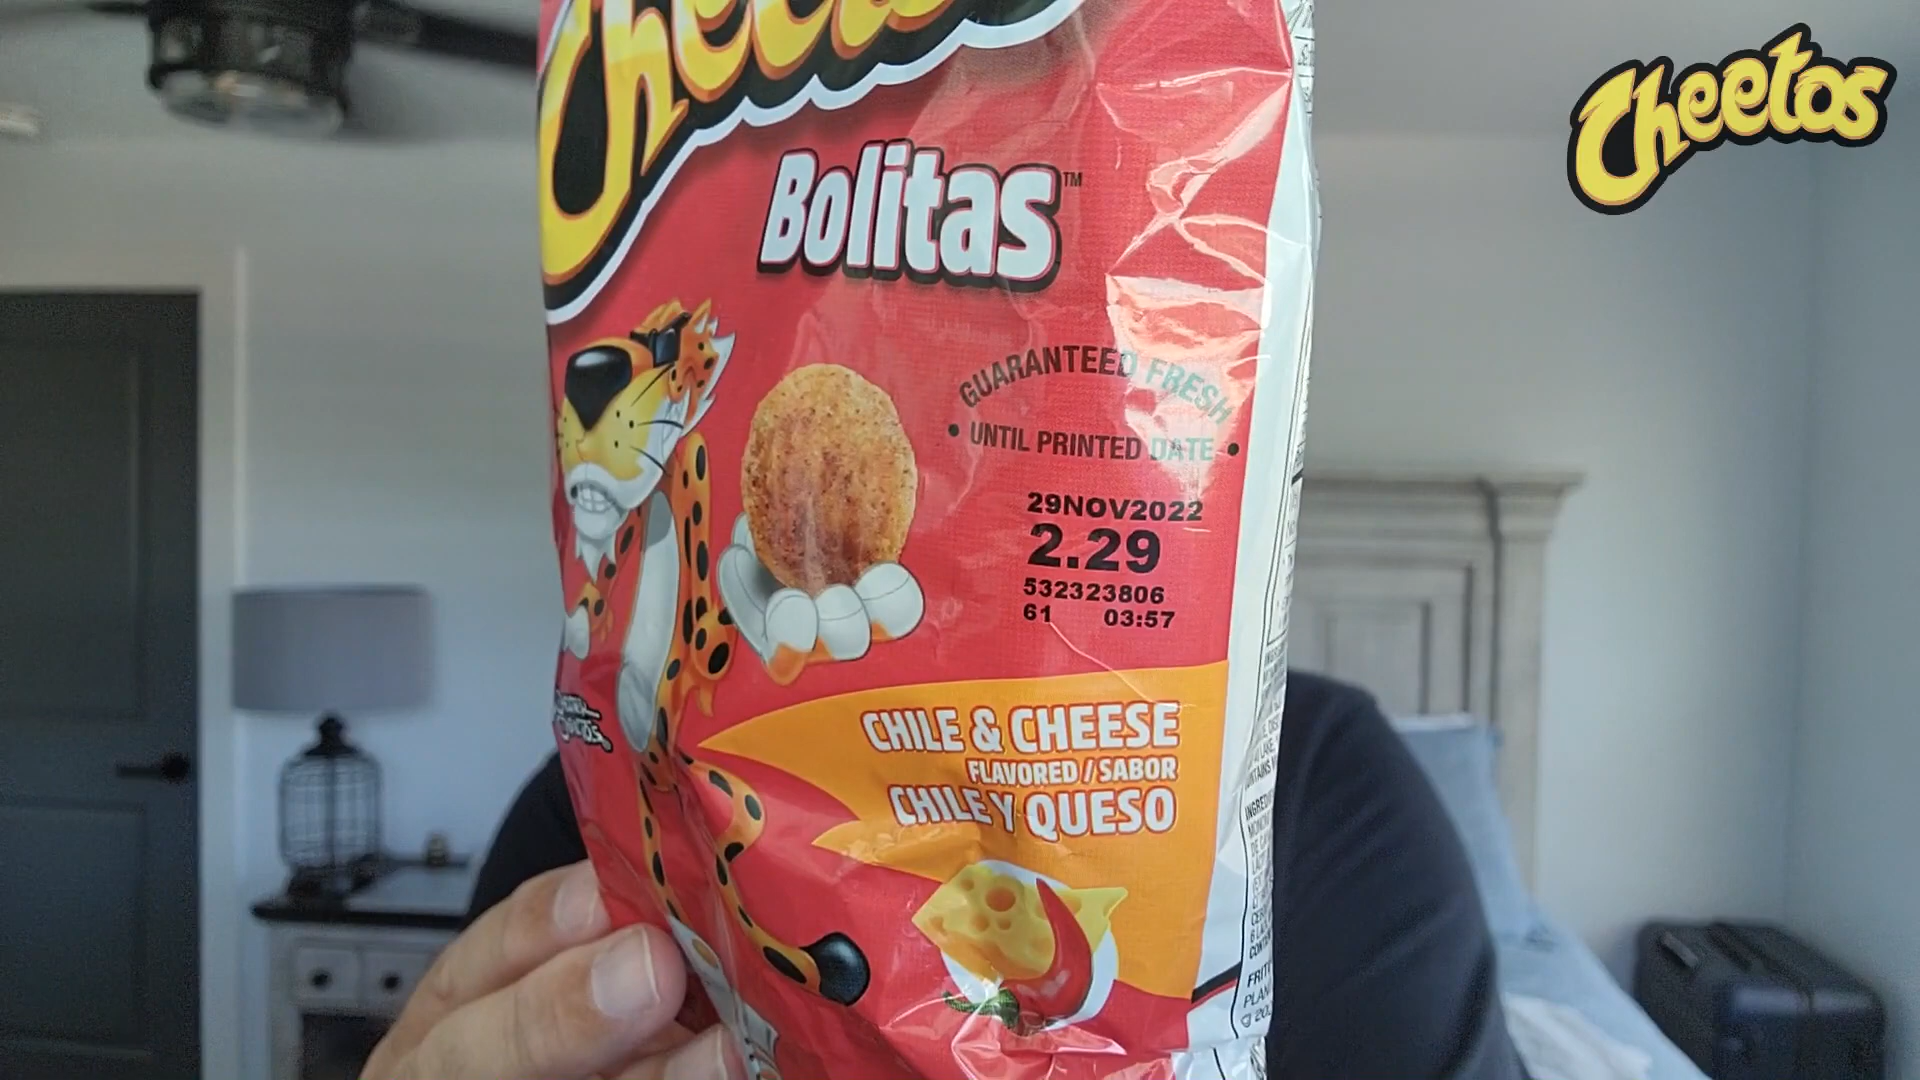 Cheetos
Cheetos
Bolitas™
GUARANTEED FRESH
• UNTIL PRINTED DATE •
29NOV2022
2.29
532323806
61 03:57
CHILE & CHEESE
FLAVORED / SABOR
CHILE Y QUESO